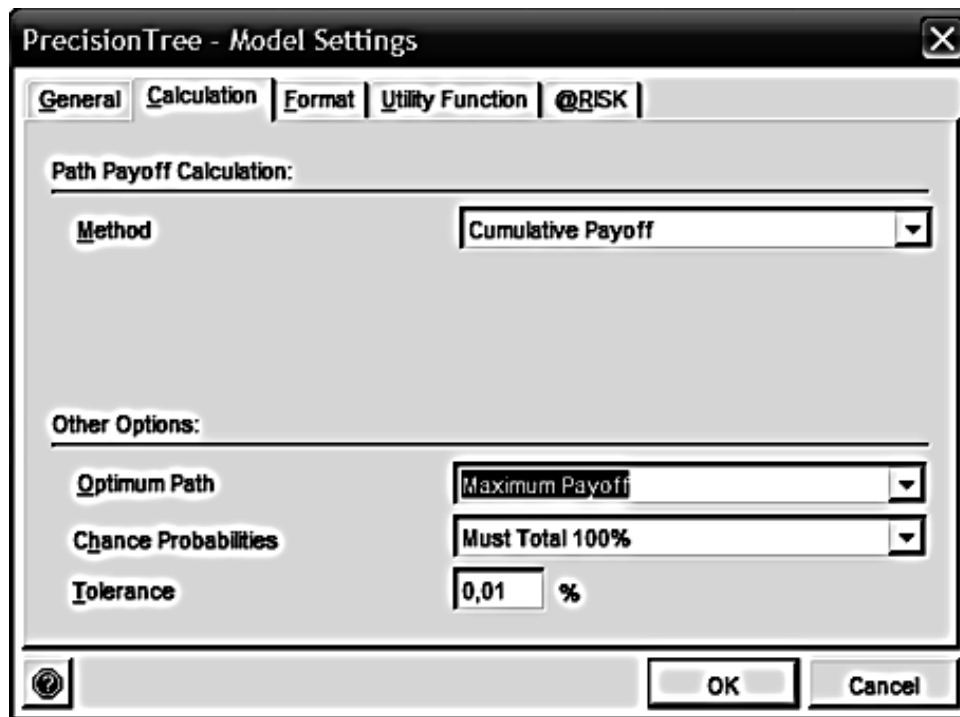 PrecisionTree - Model Settings
General Calculation Format Utility Function @RISK
Path Payoff Calculation:
Method Cumulative Payoff
Other Options:
Optimum Path Maximum Payoff
Chance Probabilities Must Total 100%
Tolerance 0,01 %
OK Cancel